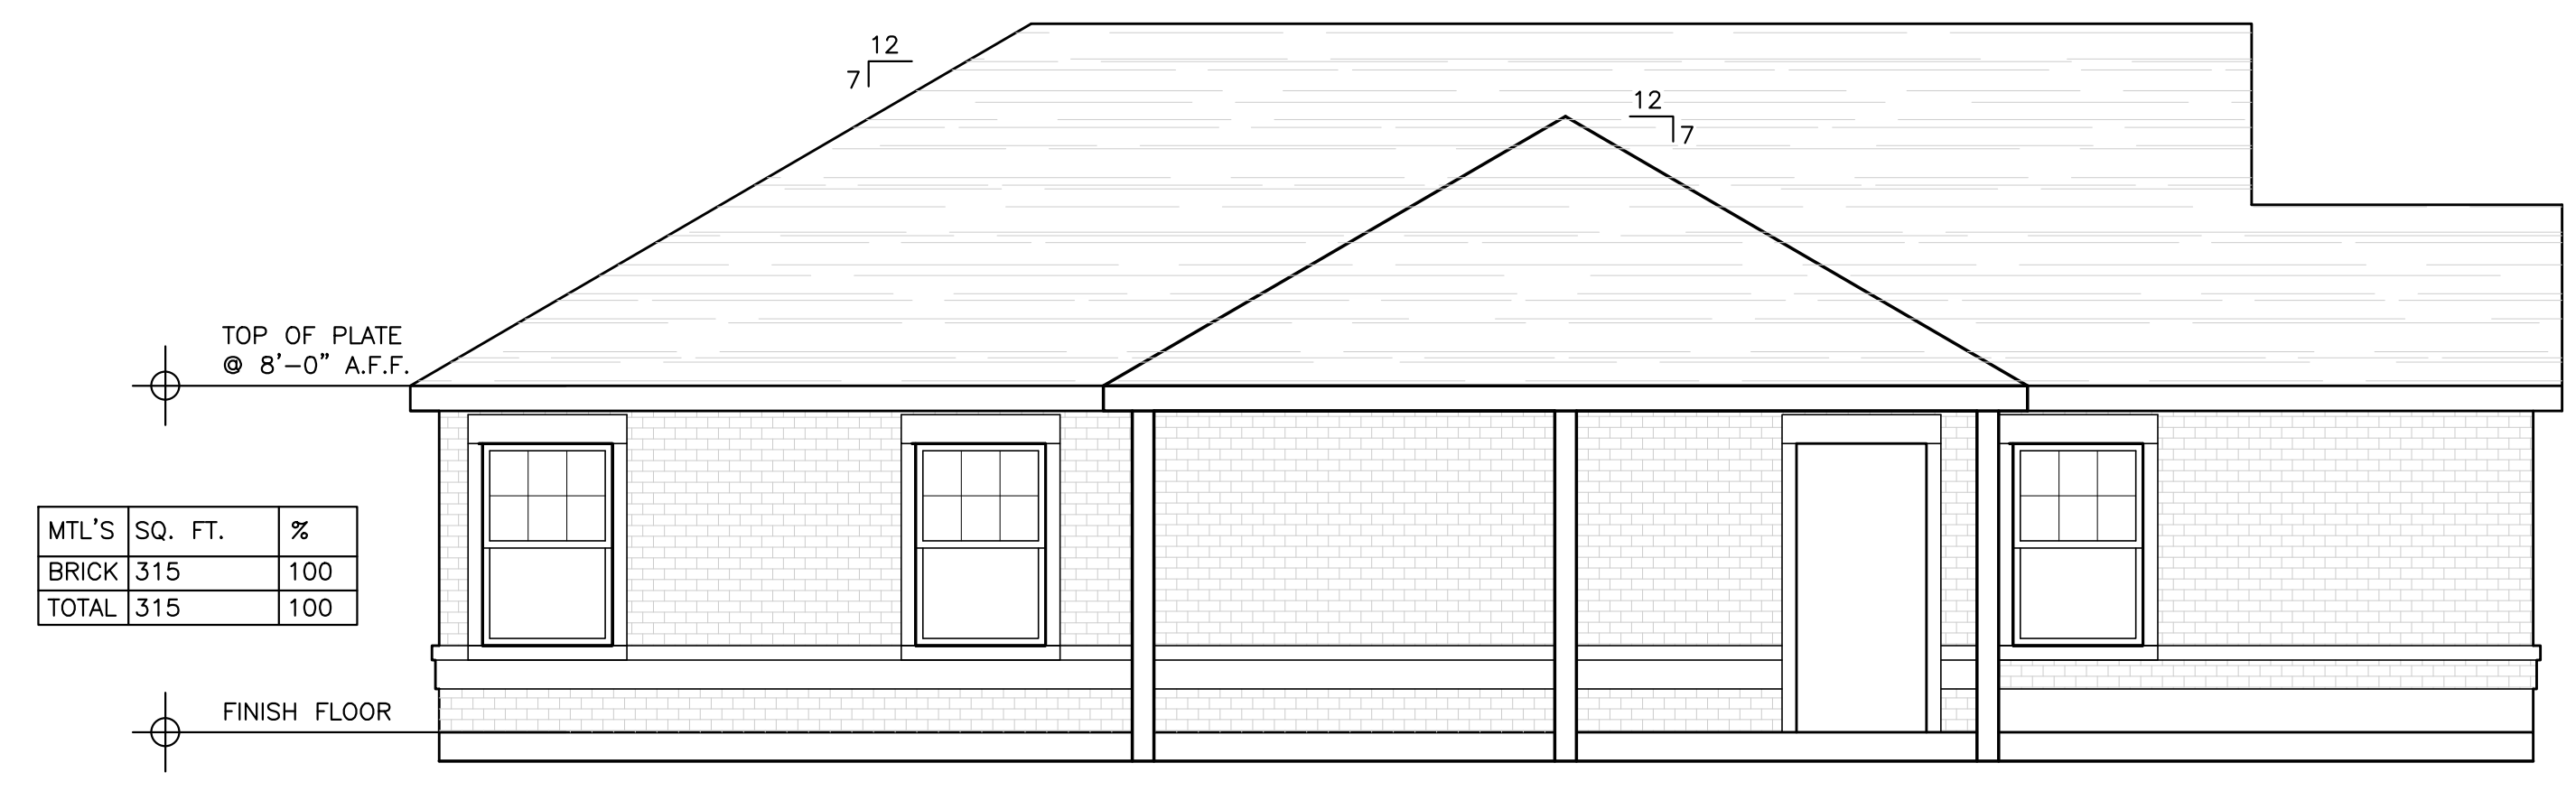 12
7
12
7
TOP OF PLATE
@ 8'-0" A.F.F.
MTL'S SQ. FT. %
BRICK 315 100
TOTAL 315 100
FINISH FLOOR